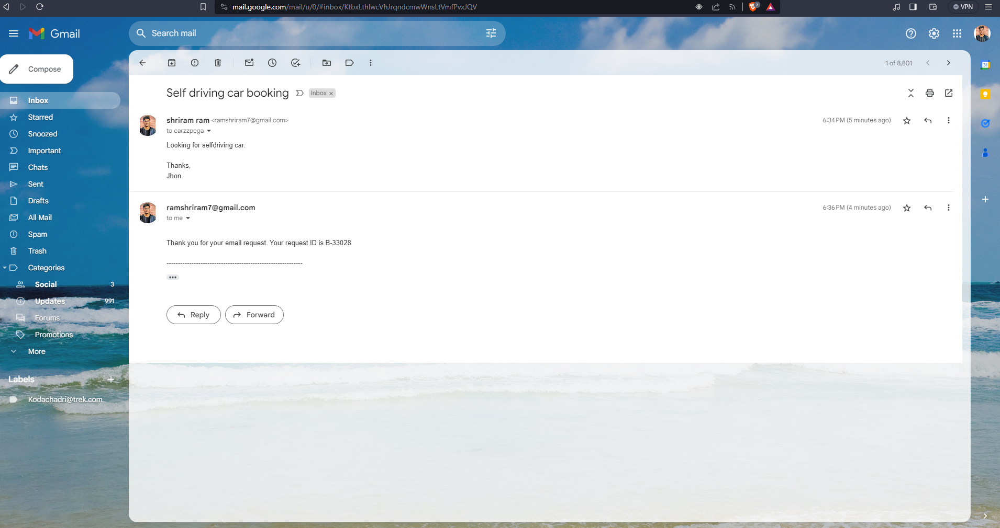 mail.google.com/mail/u/0/#inbox/KtbxLthlwcVhJrqndcmwWnsLtVmfPvxJQV
7
VPN
Gmail
Search mail
Compose
1 of 8,801
31
Inbox
Starred
Snoozed
Important
Chats
Sent
Drafts
All Mail
Spam
Trash
Categories
Social 3
Updates 991
Forums
Promotions
More
Labels
Kodachadri@trek.com
Self driving car booking Inbox
shriram ram <ramshriram7@gmail.com> 6:34 PM (5 minutes ago)
to carzzpega
Looking for selfdriving car.
Thanks,
Jhon.
ramshriram7@gmail.com 6:36 PM (4 minutes ago)
to me
Thank you for your email request. Your request ID is B-33028
------------------------------------------------------------
Reply Forward